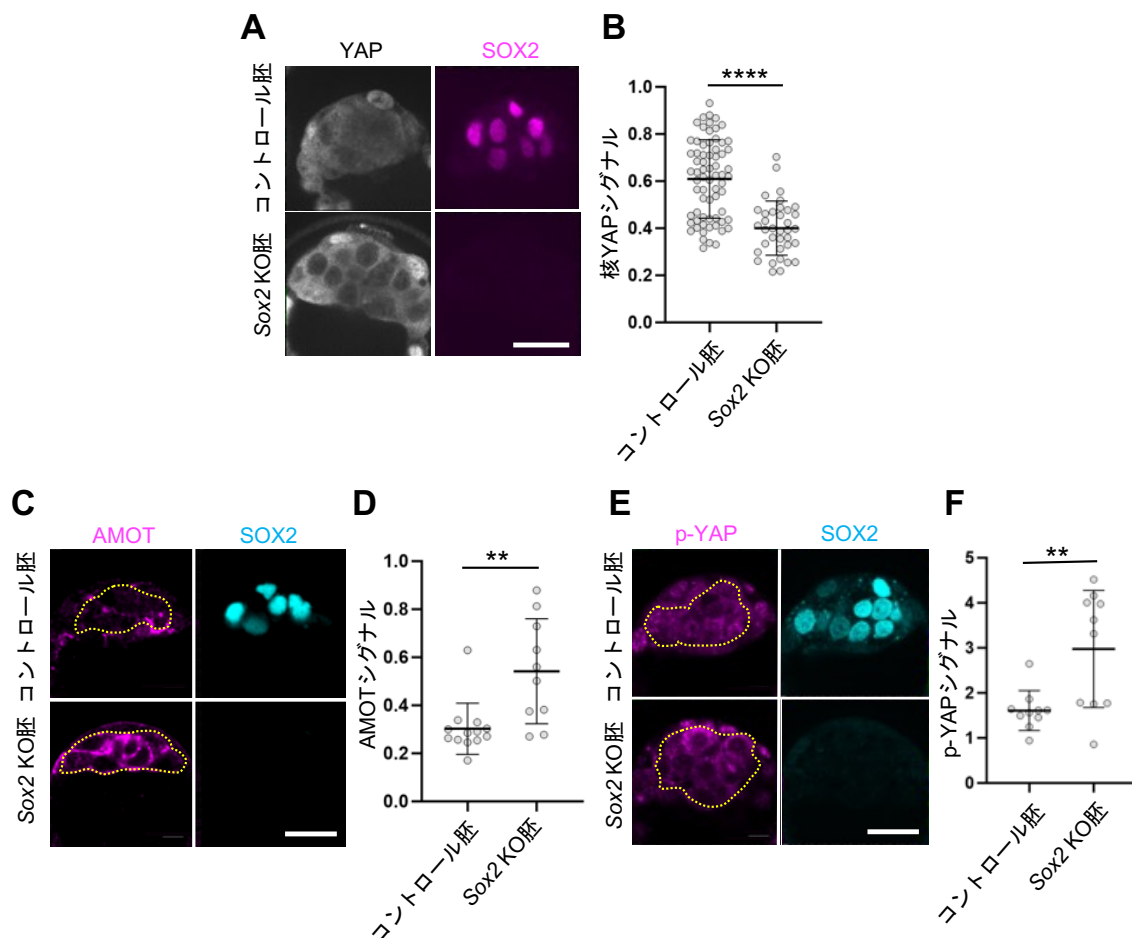 A
YAP
SOX2
コントロール胚
Sox2 KO胚
B
****
核YAPシグナル
1.0
0.8
0.6
0.4
0.2
0.0
コントロール胚
Sox2 KO胚
C
AMOT
SOX2
コントロール胚
Sox2 KO胚
D
**
AMOTシグナル
1.0
0.8
0.6
0.4
0.2
0.0
コントロール胚
Sox2 KO胚
E
p-YAP
SOX2
コントロール胚
Sox2 KO胚
F
**
p-YAPシグナル
5
4
3
2
1
0
コントロール胚
Sox2 KO胚